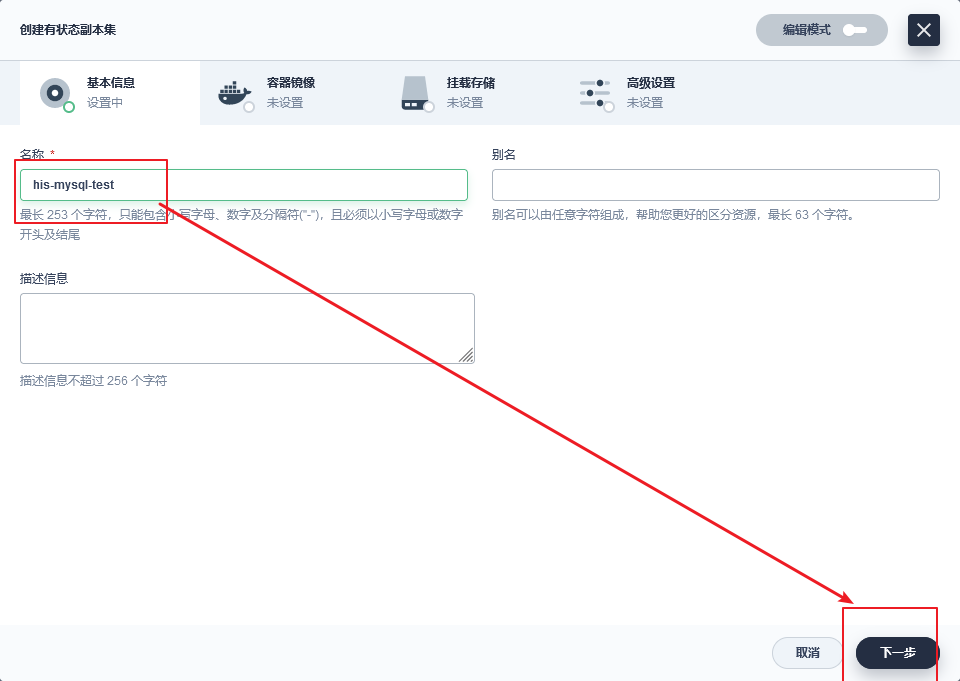 创建有状态副本集
编辑模式
基本信息
设置中
容器镜像
未设置
挂载存储
未设置
高级设置
未设置
名称 *
his-mysql-test
最长 253 个字符，只能包含小写字母、数字及分隔符("-")，且必须以小写字母或数字
开头及结尾
别名
别名可以由任意字符组成，帮助您更好的区分资源，最长 63 个字符。
描述信息
描述信息不超过 256 个字符
取消
下一步